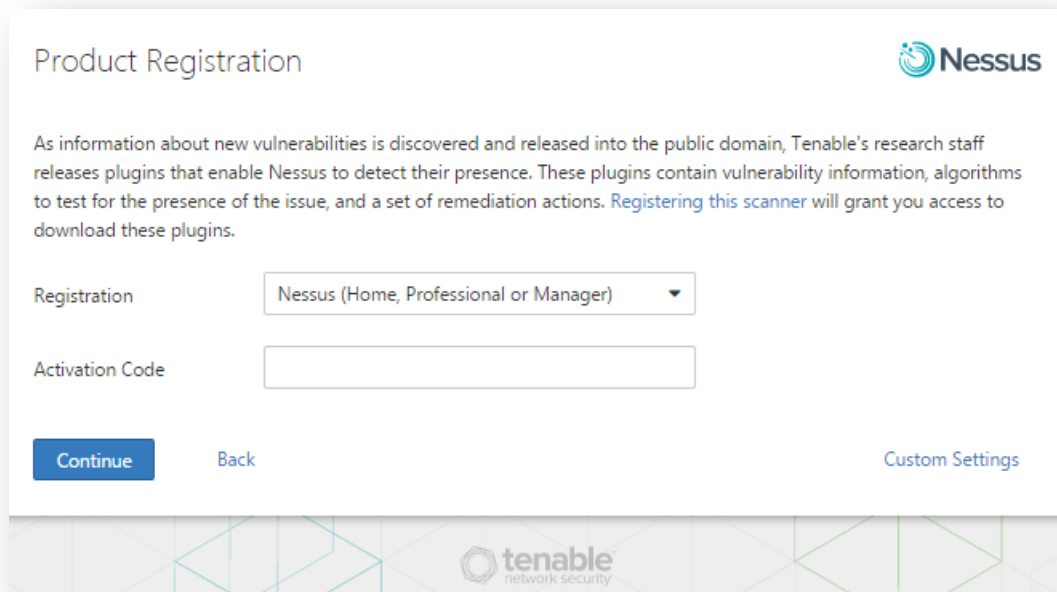 Product Registration
Nessus
As information about new vulnerabilities is discovered and released into the public domain, Tenable's research staff
releases plugins that enable Nessus to detect their presence. These plugins contain vulnerability information, algorithms
to test for the presence of the issue, and a set of remediation actions. Registering this scanner will grant you access to
download these plugins.
Registration
Nessus (Home, Professional or Manager)
Activation Code
Continue
Back
Custom Settings
tenable
network security